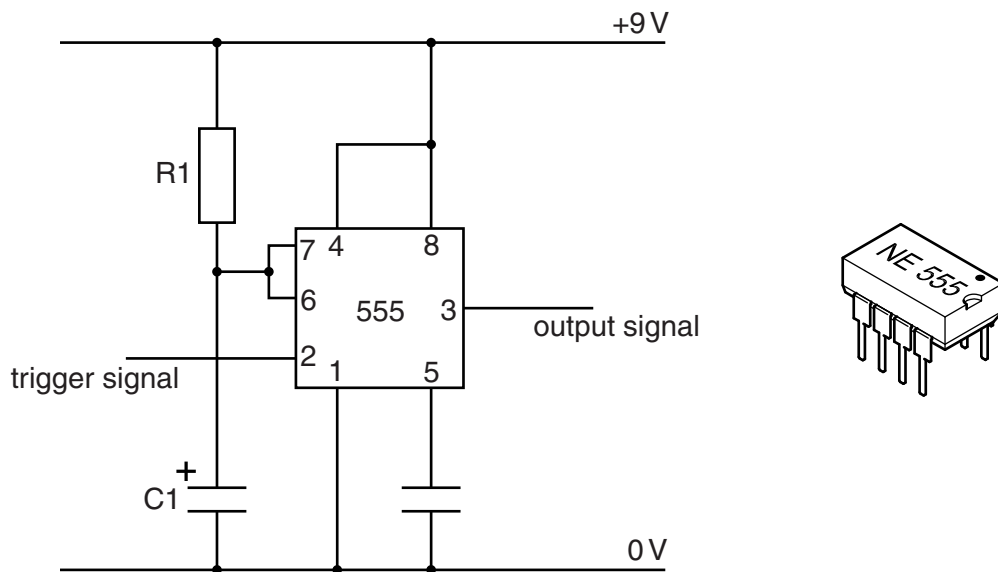 +9 V
R1
7 4 8
6 555 3
NE 555
output signal
2
trigger signal
1 5
+
C1
0 V